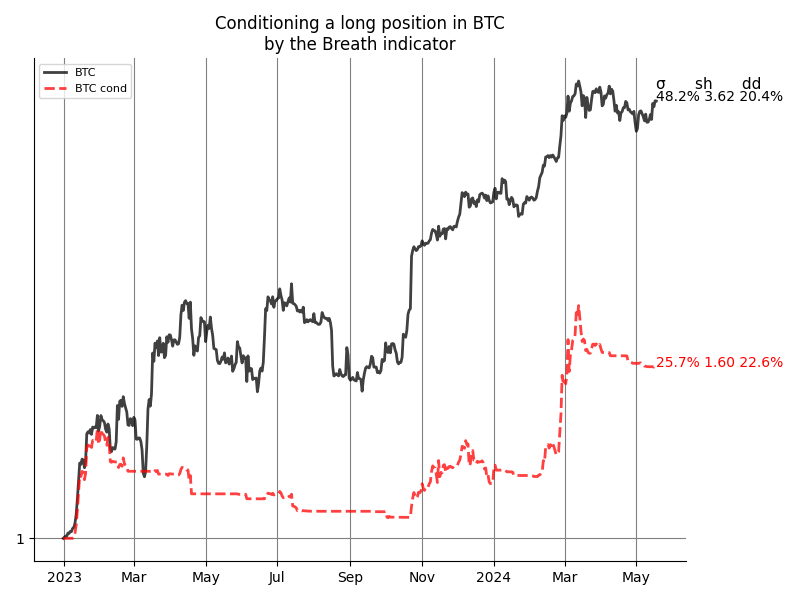 Conditioning a long position in BTC
by the Breath indicator
BTC
BTC cond
σ sh dd
48.2% 3.62 20.4%
25.7% 1.60 22.6%
1
2023 Mar May Jul Sep Nov 2024 Mar May